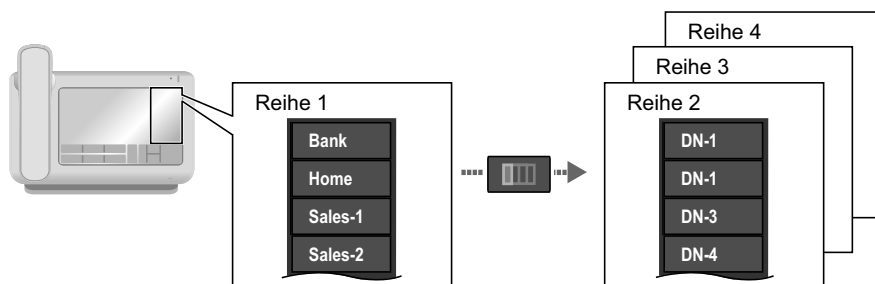 Reihe 4
Reihe 3
Reihe 1
Reihe 2
Bank
Home
Sales-1
Sales-2
DN-1
DN-1
DN-3
DN-4